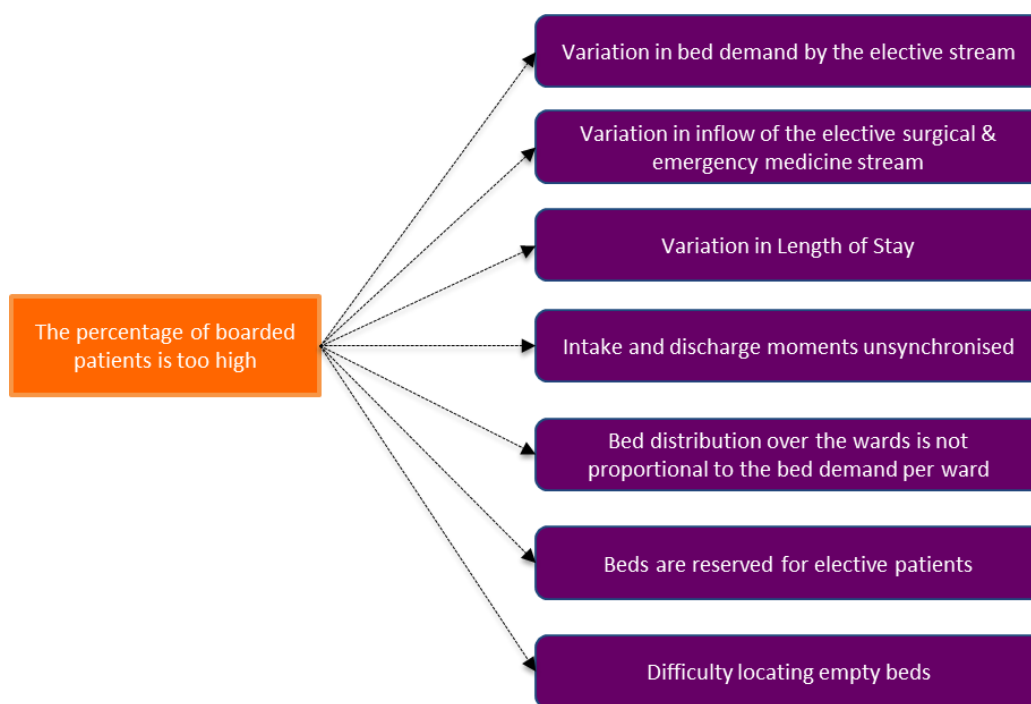 Variation in bed demand by the elective stream
Variation in inflow of the elective surgical &
emergency medicine stream
Variation in Length of Stay
The percentage of boarded
patients is too high
Intake and discharge moments unsynchronised
Bed distribution over the wards is not
proportional to the bed demand per ward
Beds are reserved for elective patients
Difficulty locating empty beds